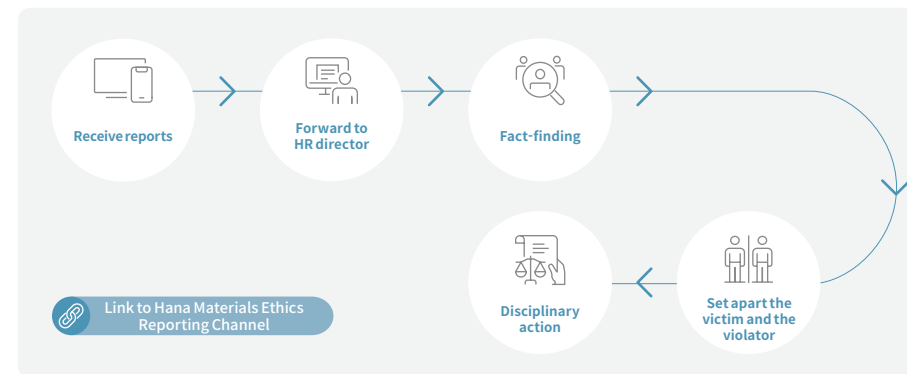 Receive reports
Forward to
HR director
Fact-finding
Set apart the
victim and the
violator
Disciplinary
action
Link to Hana Materials Ethics
Reporting Channel